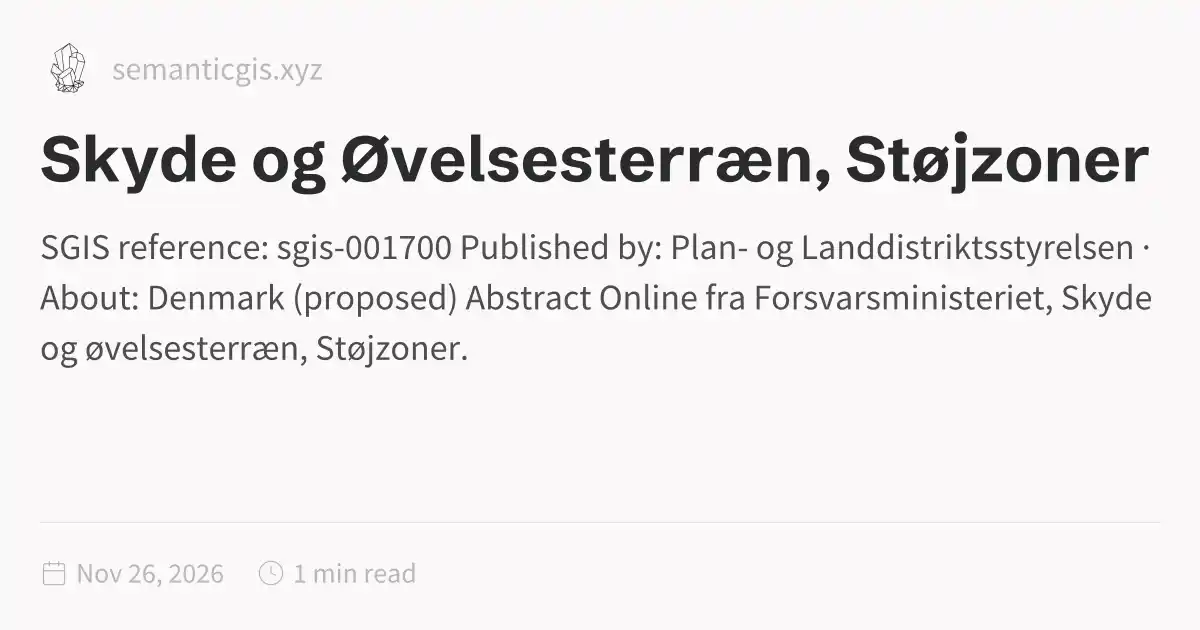 semanticgis.xyz
Skyde og Øvelsesterræn, Støjzoner
SGIS reference: sgis-001700 Published by: Plan- og Landdistriktsstyrelsen ·
About: Denmark (proposed) Abstract Online fra Forsvarsministeriet, Skyde
og øvelsesterræn, Støjzoner.
Nov 26, 2026 1 min read